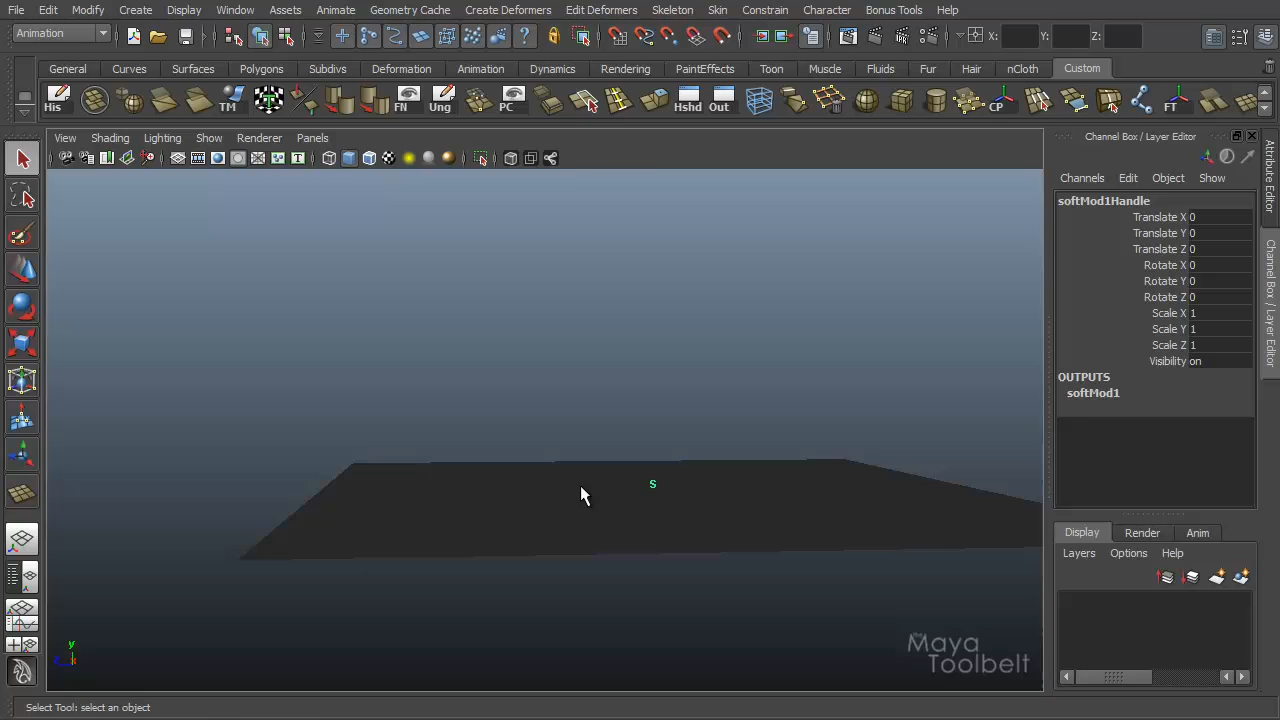 File Edit Modify Create Display Window Assets Animate Geometry Cache Create Deformers Edit Deformers Skeleton Skin Constrain Character Bonus Tools Help
Animation X: Y: Z:
General Curves Surfaces Polygons Subdivs Deformation Animation Dynamics Rendering PaintEffects Toon Muscle Fluids Fur Hair nCloth Custom
His TM FN Ung PC Hshd Out CP FT
View Shading Lighting Show Renderer Panels
Channel Box / Layer Editor
Channels Edit Object Show
softMod1Handle
Translate X 0
Translate Y 0
Translate Z 0
Rotate X 0
Rotate Y 0
Rotate Z 0
Scale X 1
Scale Y 1
Scale Z 1
Visibility on
OUTPUTS
softMod1
Attribute Editor
Channel Box / Layer Editor
S
Display Render Anim
Layers Options Help
y
the Maya
Toolbelt
Select Tool: select an object